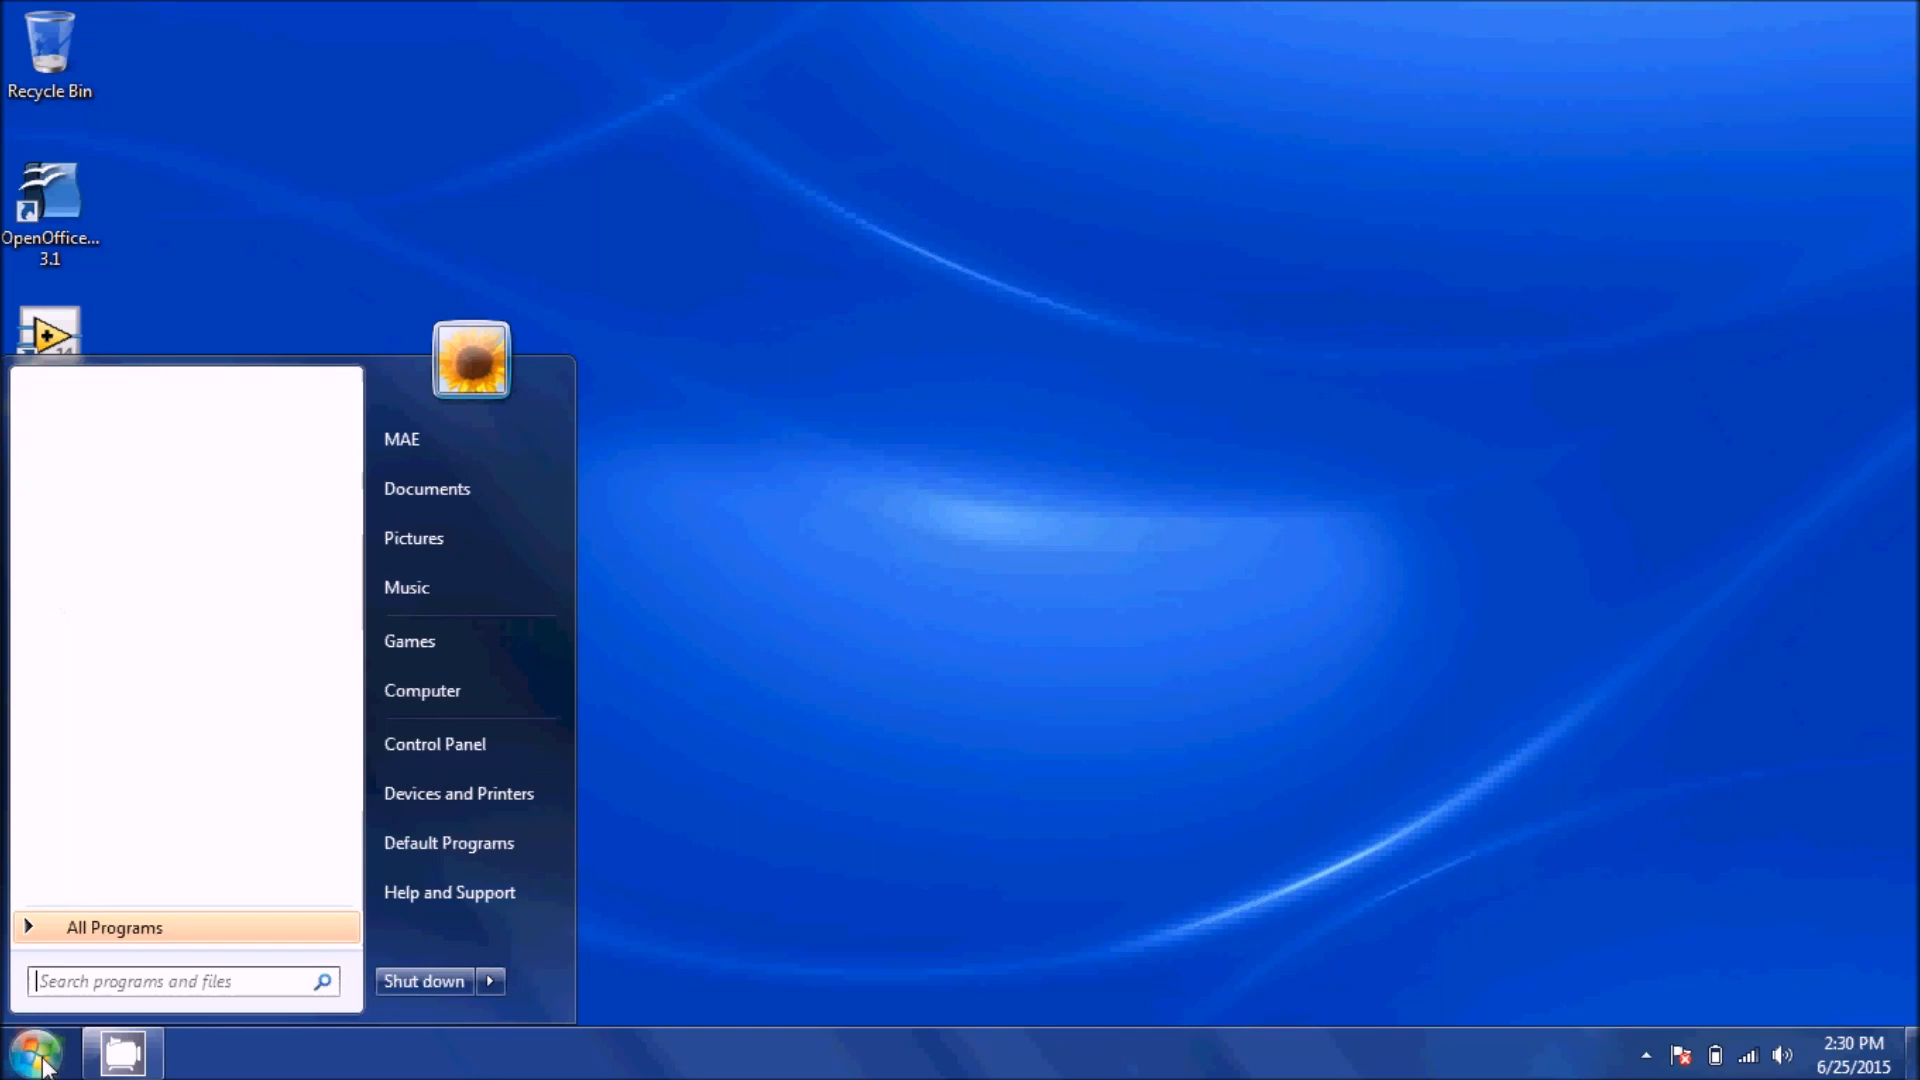 Recycle Bin
OpenOffice...
3.1
MAE
Documents
Pictures
Music
Games
Computer
Control Panel
Devices and Printers
Default Programs
Help and Support
All Programs
Search programs and files
Shut down
2:30 PM
6/25/2015